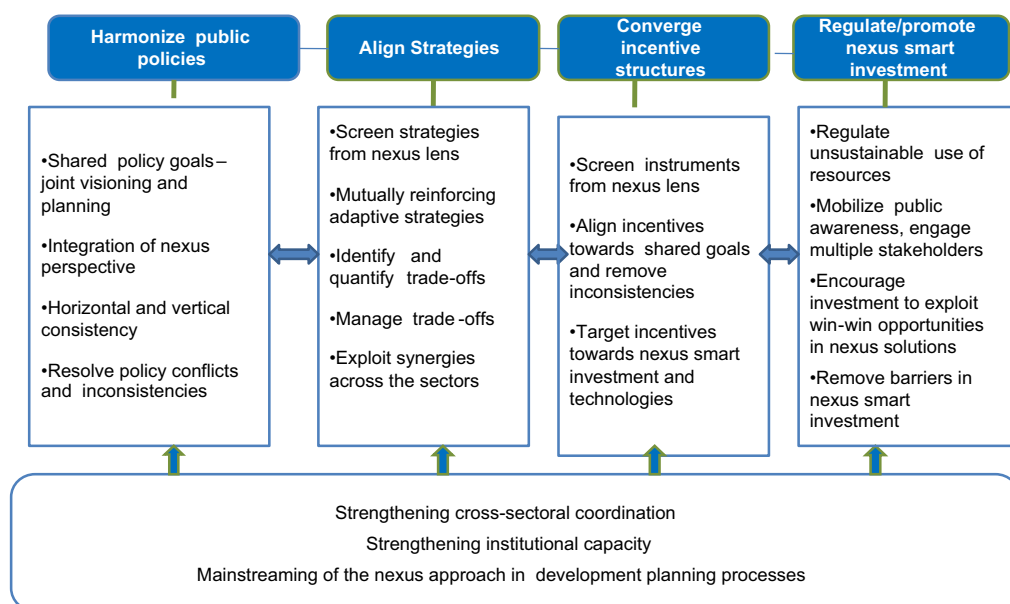 Harmonize public
policies
Align Strategies
Converge
incentive
structures
Regulate/promote
nexus smart
investment
•Shared policy goals–
joint visioning and
planning
•Integration of nexus
perspective
•Horizontal and vertical
consistency
•Resolve policy conflicts
and inconsistencies
•Screen strategies
from nexus lens
•Mutually reinforcing
adaptive strategies
•Identify and
quantify trade-offs
•Manage trade-offs
•Exploit synergies
across the sectors
•Screen instruments
from nexus lens
•Align incentives
towards shared goals
and remove
inconsistencies
•Target incentives
towards nexus smart
investment and
technologies
•Regulate
unsustainable use of
resources
•Mobilize public
awareness, engage
multiple stakeholders
•Encourage
investment to exploit
win-win opportunities
in nexus solutions
•Remove barriers in
nexus smart
investment
Strengthening cross-sectoral coordination
Strengthening institutional capacity
Mainstreaming of the nexus approach in development planning processes